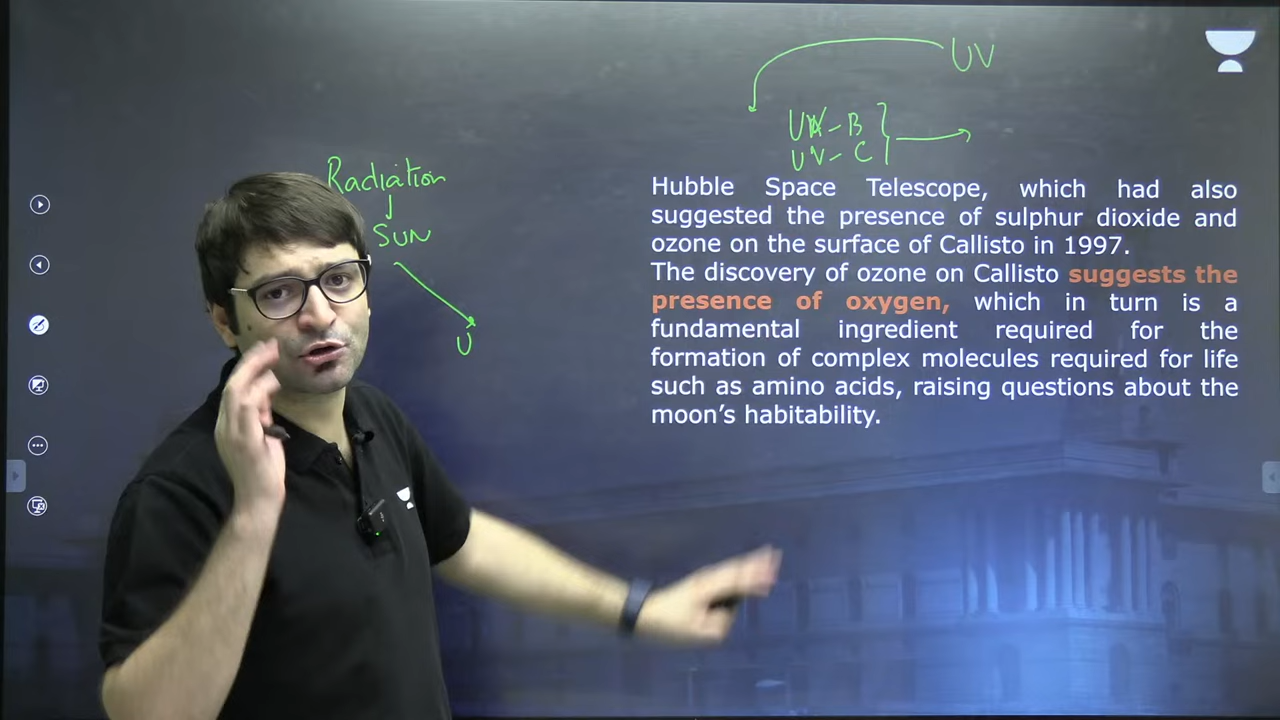 UV
UV-B
UV-C
Radiation
SUN
U
Hubble Space Telescope, which had also
suggested the presence of sulphur dioxide and
ozone on the surface of Callisto in 1997.
The discovery of ozone on Callisto suggests the
presence of oxygen, which in turn is a
fundamental ingredient required for the
formation of complex molecules required for life
such as amino acids, raising questions about the
moon’s habitability.